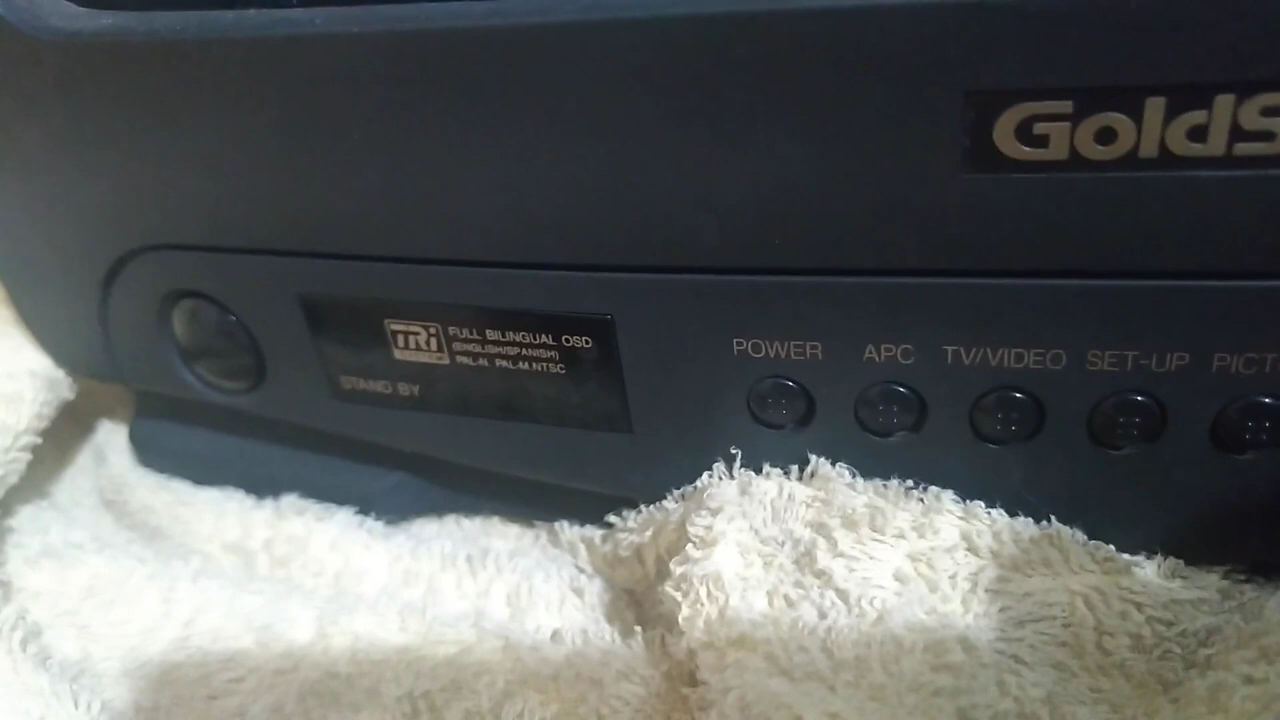 GoldS
TRi
SYSTEM
FULL BILINGUAL OSD
(ENGLISH/SPANISH)
PAL-N, PAL-M,NTSC
STAND BY
POWER APC TV/VIDEO SET-UP PICT